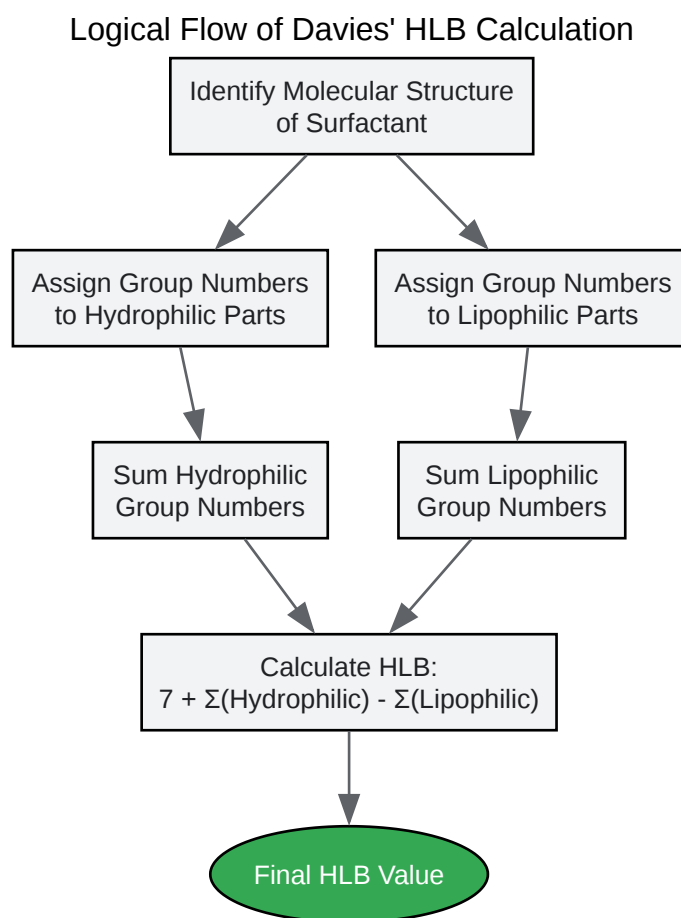 Logical Flow of Davies' HLB Calculation
Identify Molecular Structure
of Surfactant
Assign Group Numbers
to Hydrophilic Parts
Assign Group Numbers
to Lipophilic Parts
Sum Hydrophilic
Group Numbers
Sum Lipophilic
Group Numbers
Calculate HLB:
7 + Σ(Hydrophilic) - Σ(Lipophilic)
Final HLB Value